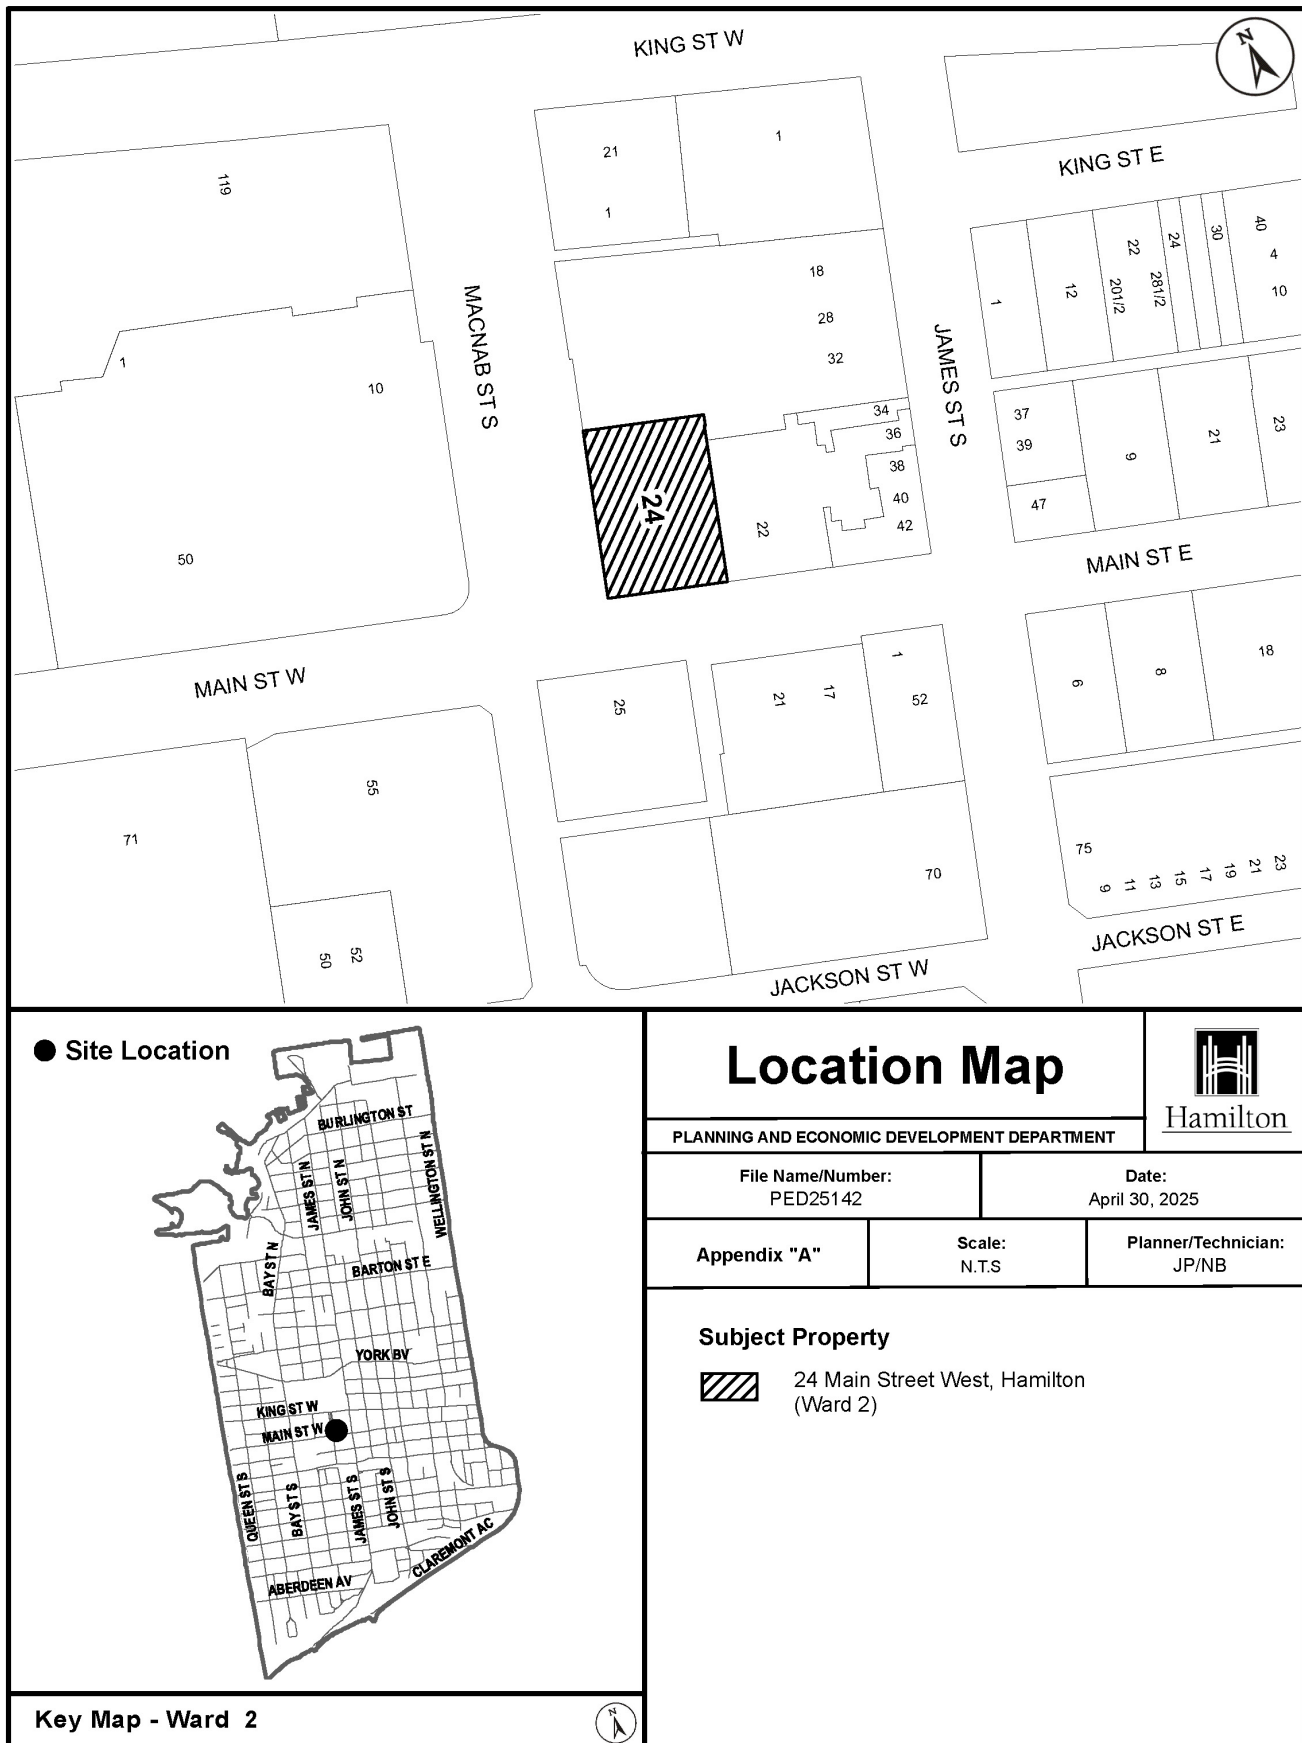 KING ST W
N
KING ST E
119
21
1
1
MACNAB ST S
JAMES ST S
18
28
32
1
12
22
201/2
281/2
24
30
40
4
10
1
10
50
24
22
34
36
38
40
42
37
39
47
9
21
23
MAIN ST E
MAIN ST W
25
21
17
1
52
6
8
18
71
55
50
52
70
75
9
11
13
15
17
19
21
23
JACKSON ST E
JACKSON ST W
Site Location
BURLINGTON ST
JAMES ST N
JOHN ST N
WELLINGTON ST N
BAY ST N
BARTON ST E
YORK BV
KING ST W
MAIN ST W
QUEEN ST S
BAY ST S
JAMES ST S
JOHN ST S
CLAREMONT AC
ABERDEEN AV
Key Map - Ward 2
N
Location Map
Hamilton
PLANNING AND ECONOMIC DEVELOPMENT DEPARTMENT
File Name/Number:
PED25142
Date:
April 30, 2025
Appendix "A"
Scale:
N.T.S
Planner/Technician:
JP/NB
Subject Property
24 Main Street West, Hamilton
(Ward 2)